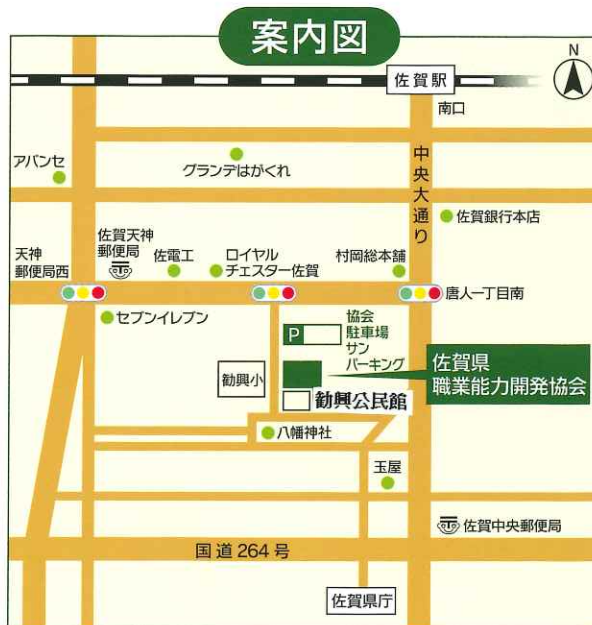 案内図
N
佐賀駅
南口
アバンセ
グランデはがくれ
中央大通り
佐賀銀行本店
天神
郵便局西
佐賀天神
郵便局
佐電工
ロイヤル
チェスター佐賀
村岡総本舗
唐人一丁目南
セブンイレブン
P
協会
駐車場
サン
パーキング
佐賀県
職業能力開発協会
勧興小
勧興公民館
八幡神社
玉屋
佐賀中央郵便局
国道264号
佐賀県庁